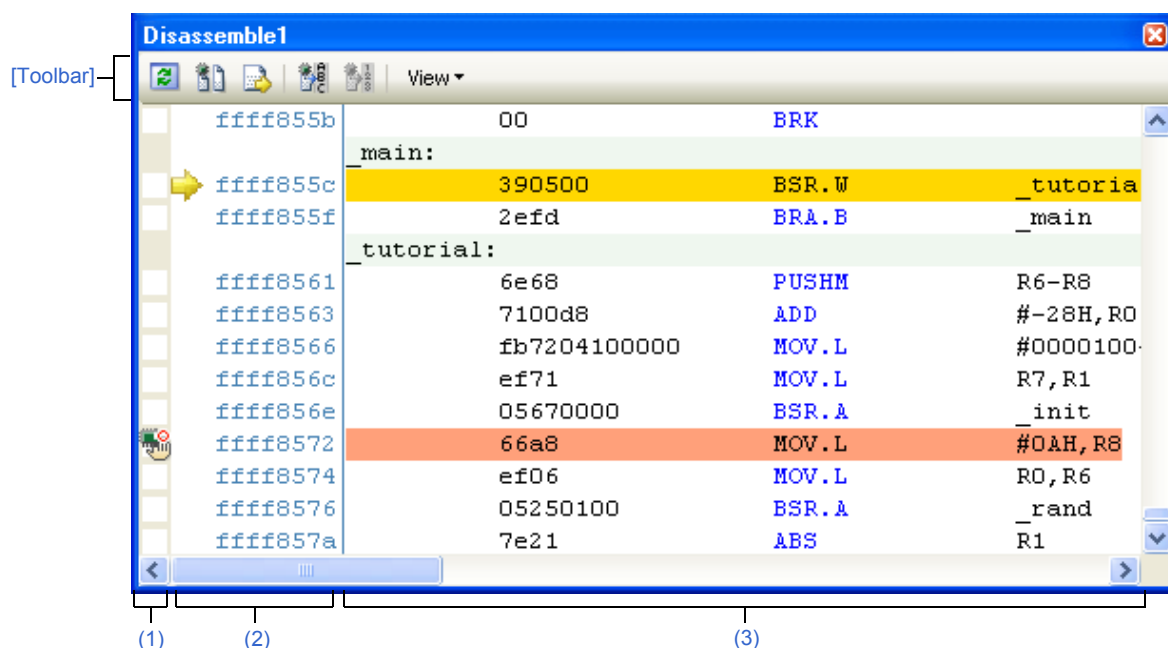 Disassemble1
[Toolbar]
View
ffff855b 00 BRK
_main:
ffff855c 390500 BSR.W _tutoria
ffff855f 2efd BRA.B _main
_tutorial:
ffff8561 6e68 PUSHM R6-R8
ffff8563 7100d8 ADD #-28H,R0
ffff8566 fb7204100000 MOV.L #0000100
ffff856c ef71 MOV.L R7,R1
ffff856e 05670000 BSR.A _init
ffff8572 66a8 MOV.L #0AH,R8
ffff8574 ef06 MOV.L R0,R6
ffff8576 05250100 BSR.A _rand
ffff857a 7e21 ABS R1
(1) (2) (3)